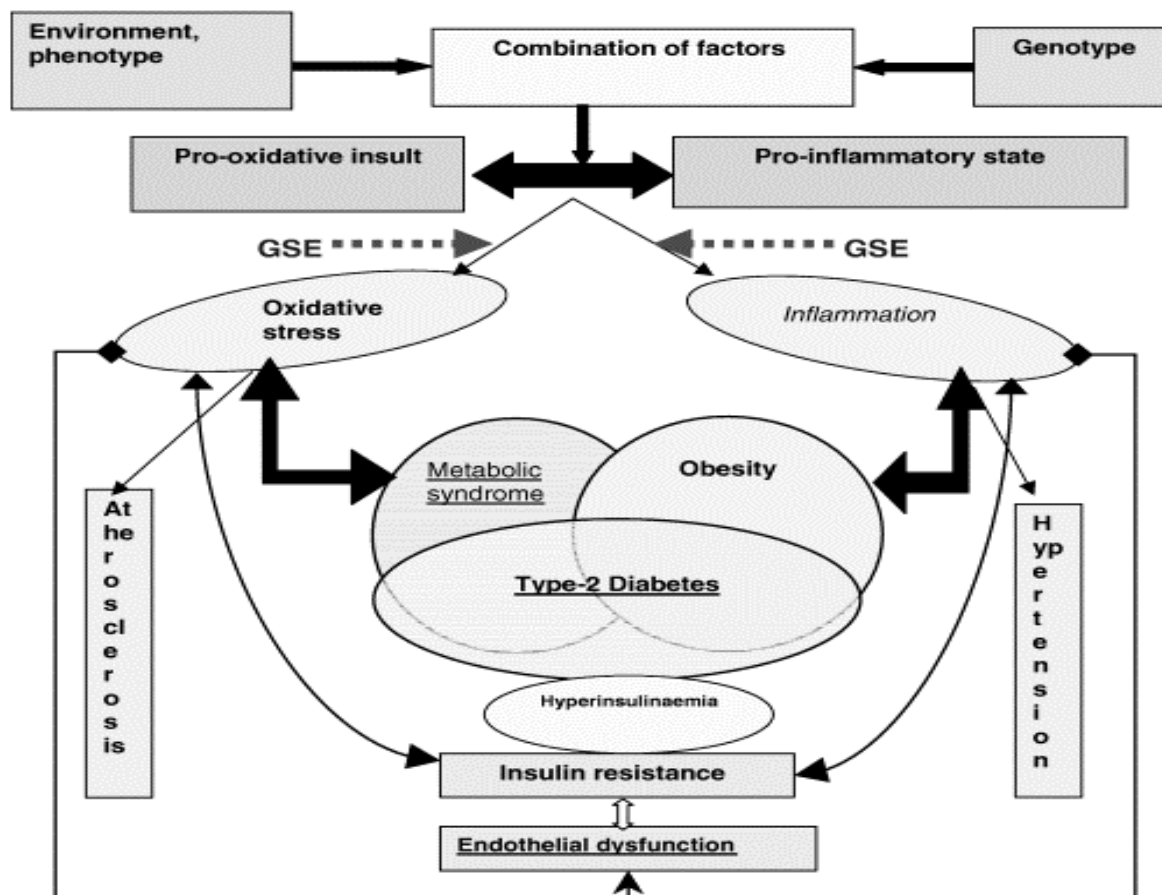 Environment,
phenotype
Combination of factors
Genotype
Pro-oxidative insult
Pro-inflammatory state
GSE
GSE
Oxidative
stress
Inflammation
Metabolic
syndrome
Obesity
Type-2 Diabetes
At
he
r
o
s
cl
e
r
o
s
is
H
yp
e
r
t
e
n
s
i
o
n
Hyperinsulinaemia
Insulin resistance
Endothelial dysfunction